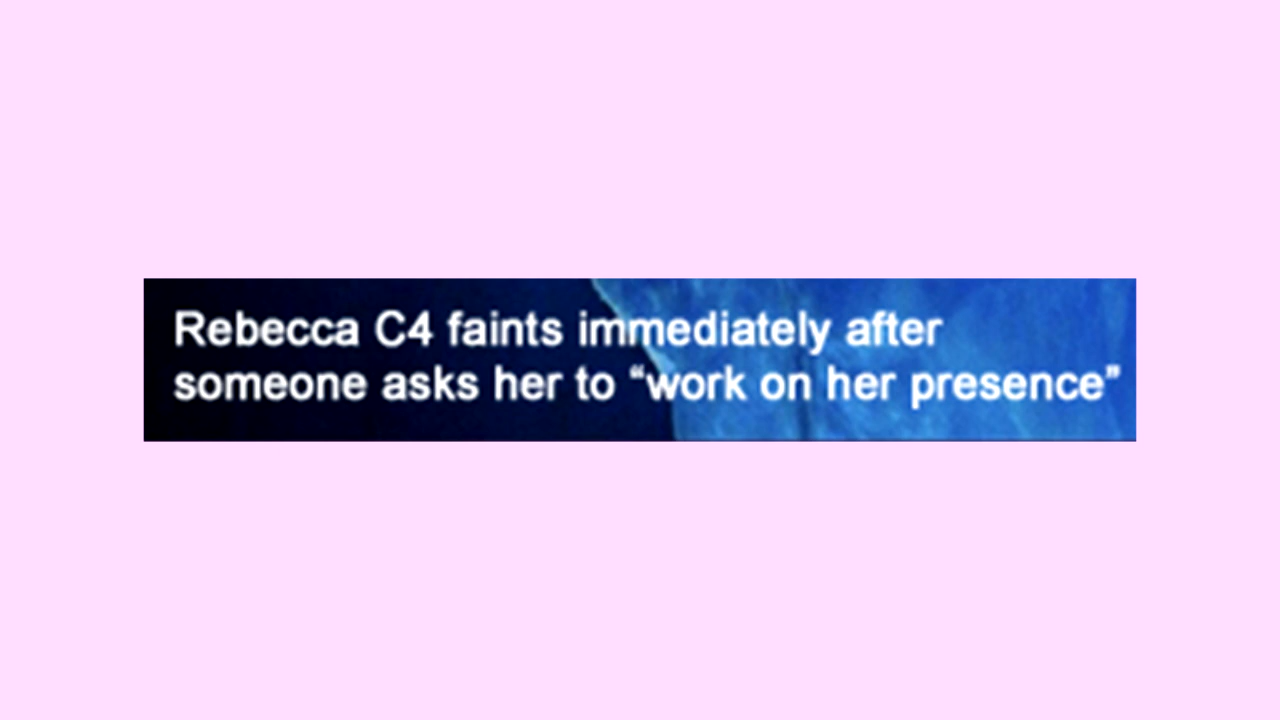 Rebecca C4 faints immediately after
someone asks her to “work on her presence”